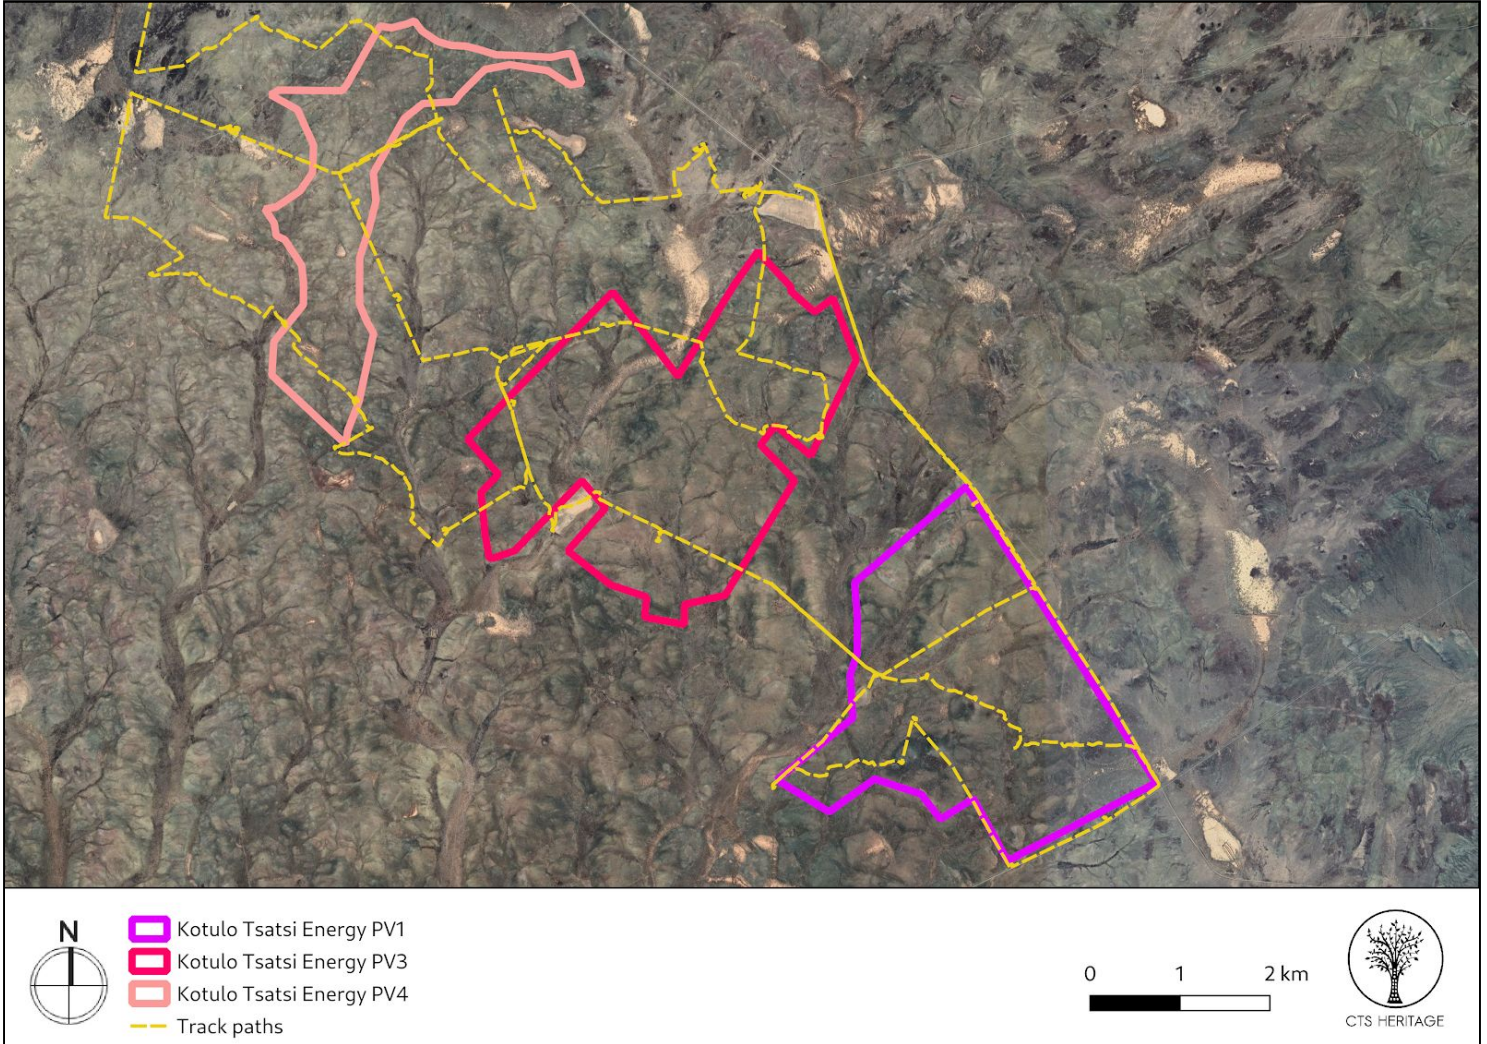 N
Kotulo Tsatsi Energy PV1
Kotulo Tsatsi Energy PV3
Kotulo Tsatsi Energy PV4
Track paths
0 1 2 km
CTS HERITAGE